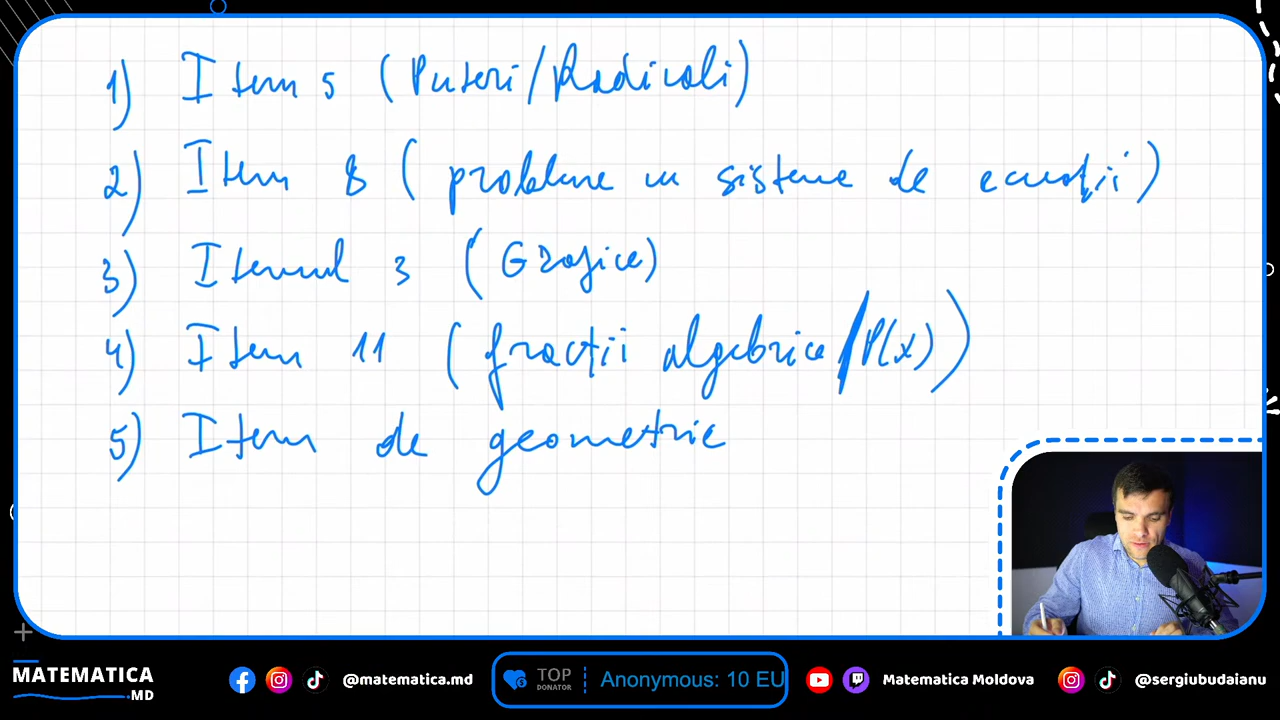 1) Item 5 (Puteri/Radicali)
2) Item 8 (probleme cu sisteme de ecuații)
3) Itemul 3 (Grafice)
4) Item 11 (fracții algebrice/P(x))
5) Item de geometrie
MATEMATICA
.MD
@matematica.md
TOP
DONATOR
Anonymous: 10 EU
Matematica Moldova
@sergiubudaianu